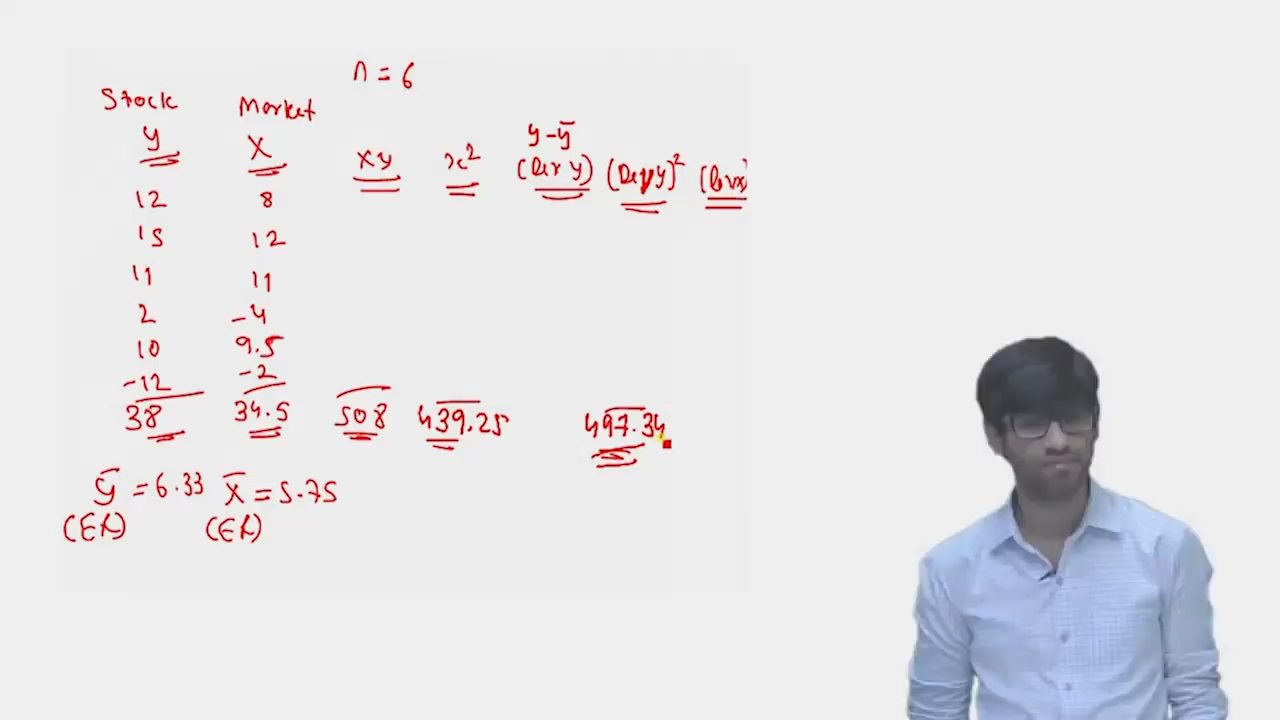 n = 6
Stock Market
y X xy x² y-ȳ (Dev y) (Dev y)² (Dev x)
12 8
15 12
11 11
2 -4
10 9.5
-12 -2
38 34.5 508 439.25 497.34
ȳ = 6.33 x̄ = 5.75
(ER) (ER)